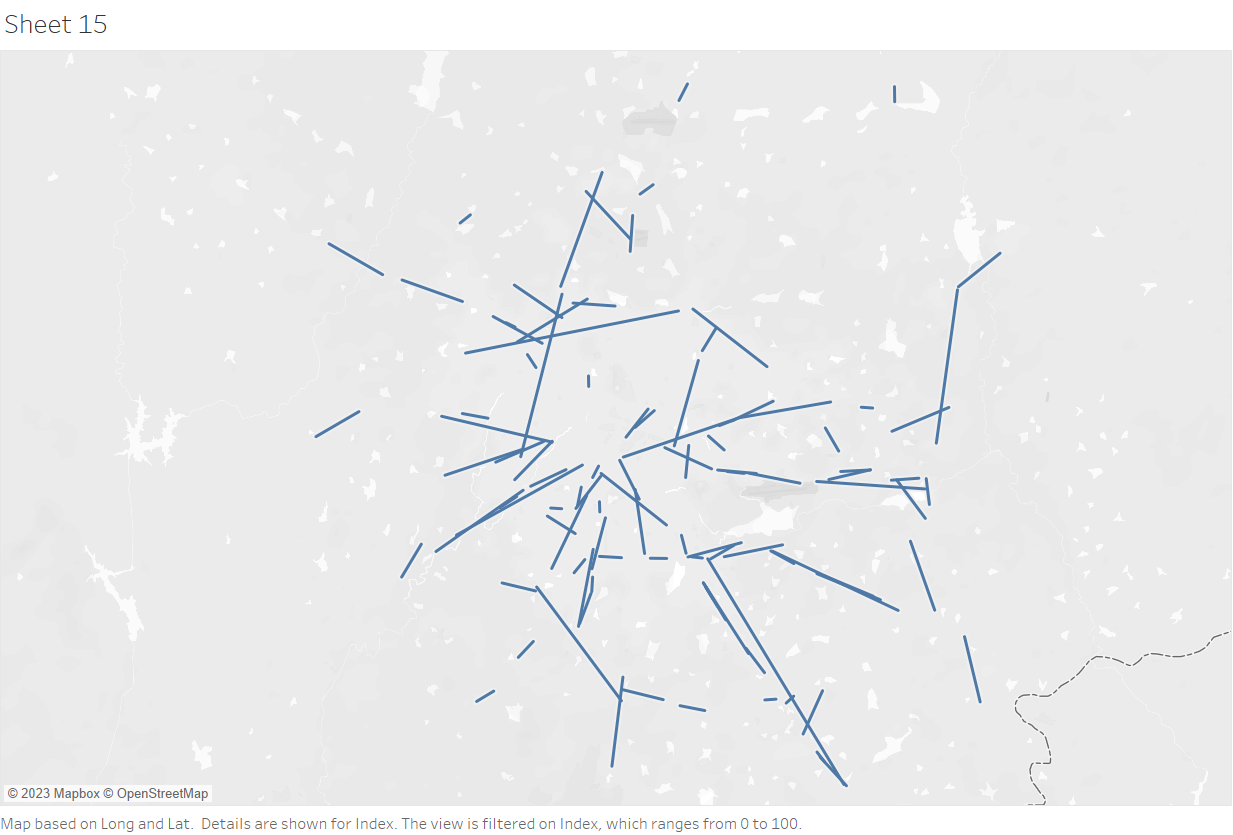 Sheet 15
© 2023 Mapbox © OpenStreetMap
Map based on Long and Lat.  Details are shown for Index. The view is filtered on Index, which ranges from 0 to 100.